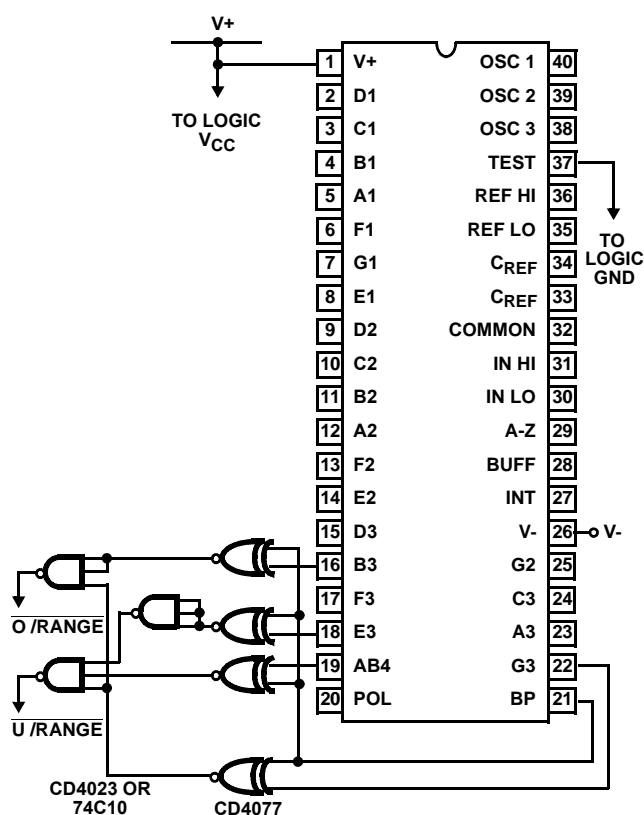 V+
TO LOGIC
VCC
1 V+ OSC 1 40
2 D1 OSC 2 39
3 C1 OSC 3 38
4 B1 TEST 37
5 A1 REF HI 36
6 F1 REF LO 35
7 G1 CREF 34
8 E1 CREF 33
9 D2 COMMON 32
10 C2 IN HI 31
11 B2 IN LO 30
12 A2 A-Z 29
13 F2 BUFF 28
14 E2 INT 27
15 D3 V- 26 V-
16 B3 G2 25
17 F3 C3 24
18 E3 A3 23
19 AB4 G3 22
20 POL BP 21
TO
LOGIC
GND
O /RANGE
U /RANGE
CD4023 OR
74C10
CD4077